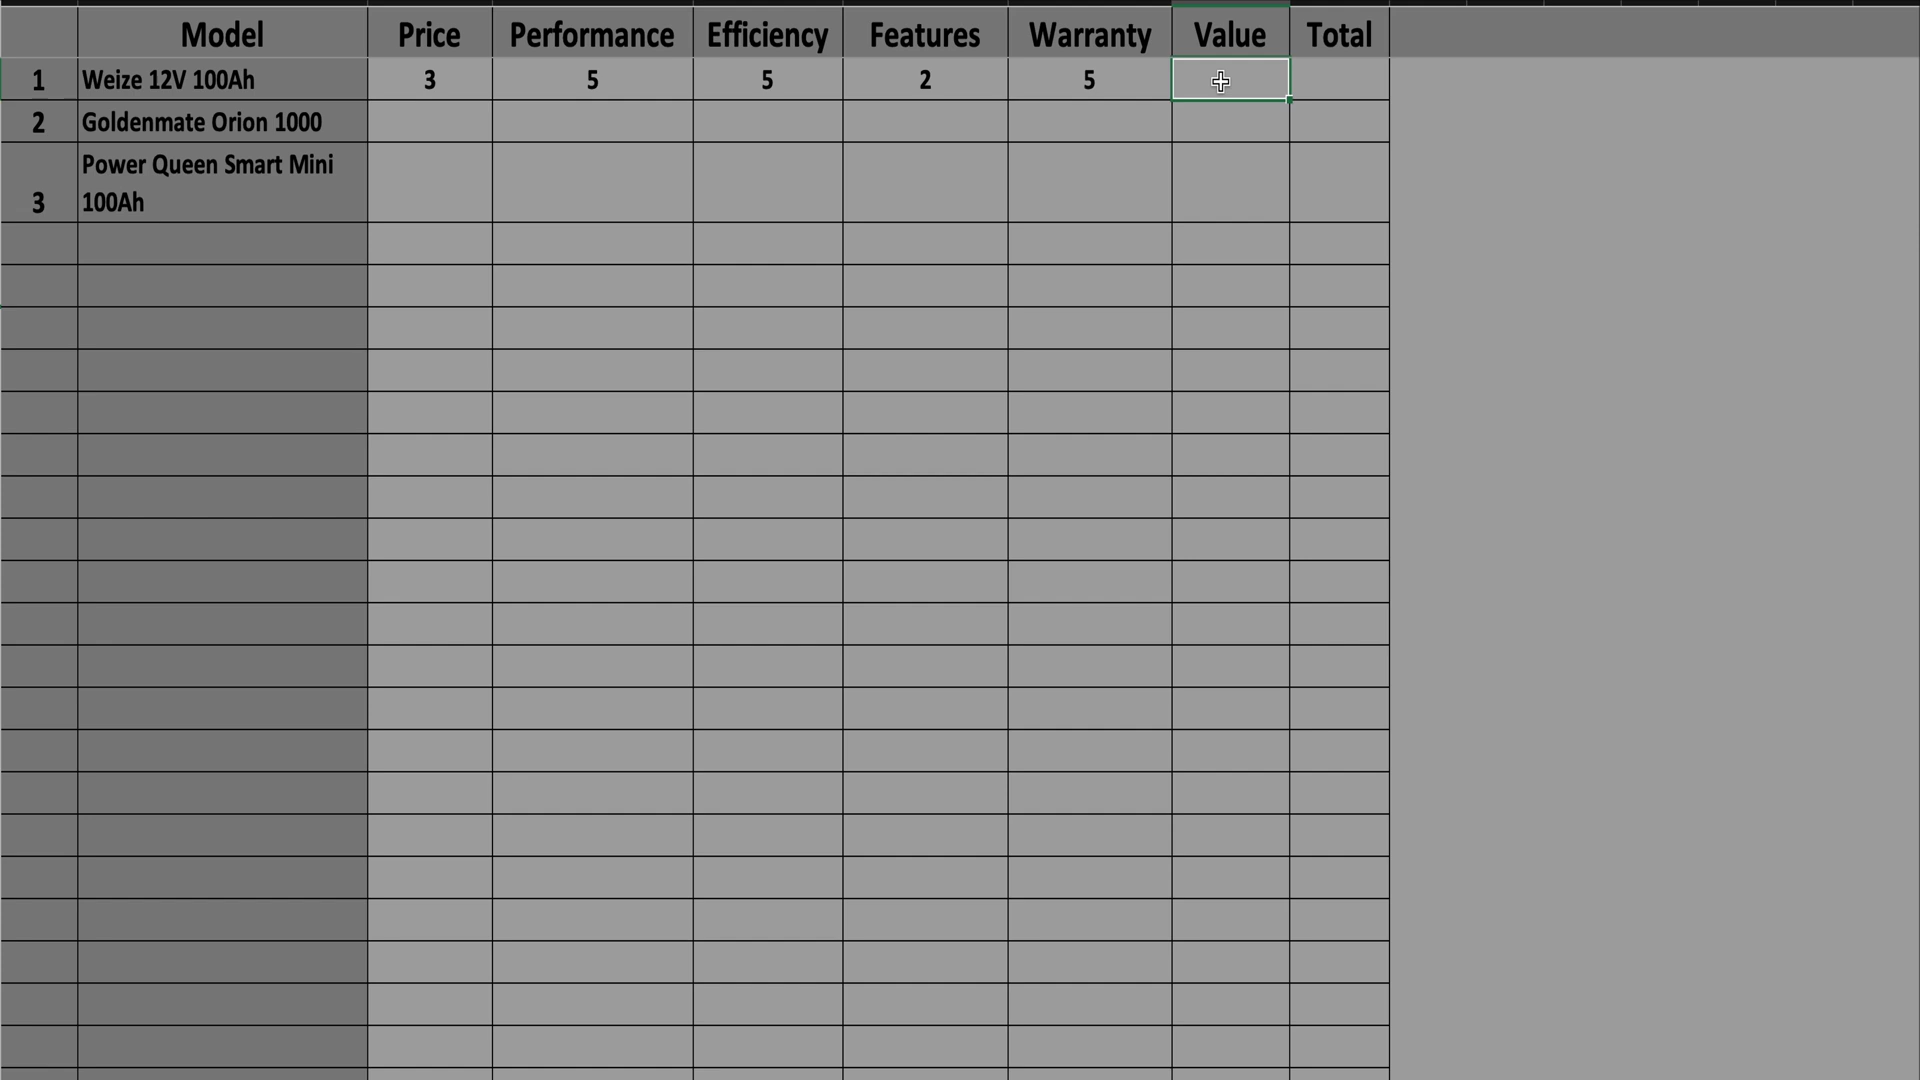 Model Price Performance Efficiency Features Warranty Value Total
1 Weize 12V 100Ah 3 5 5 2 5
2 Goldenmate Orion 1000
Power Queen Smart Mini
3 100Ah